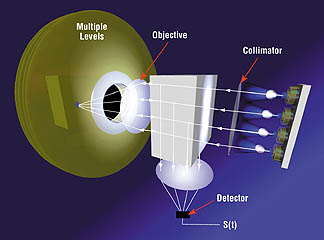 Multiple
Levels
Objective
Collimator
Detector
S(t)